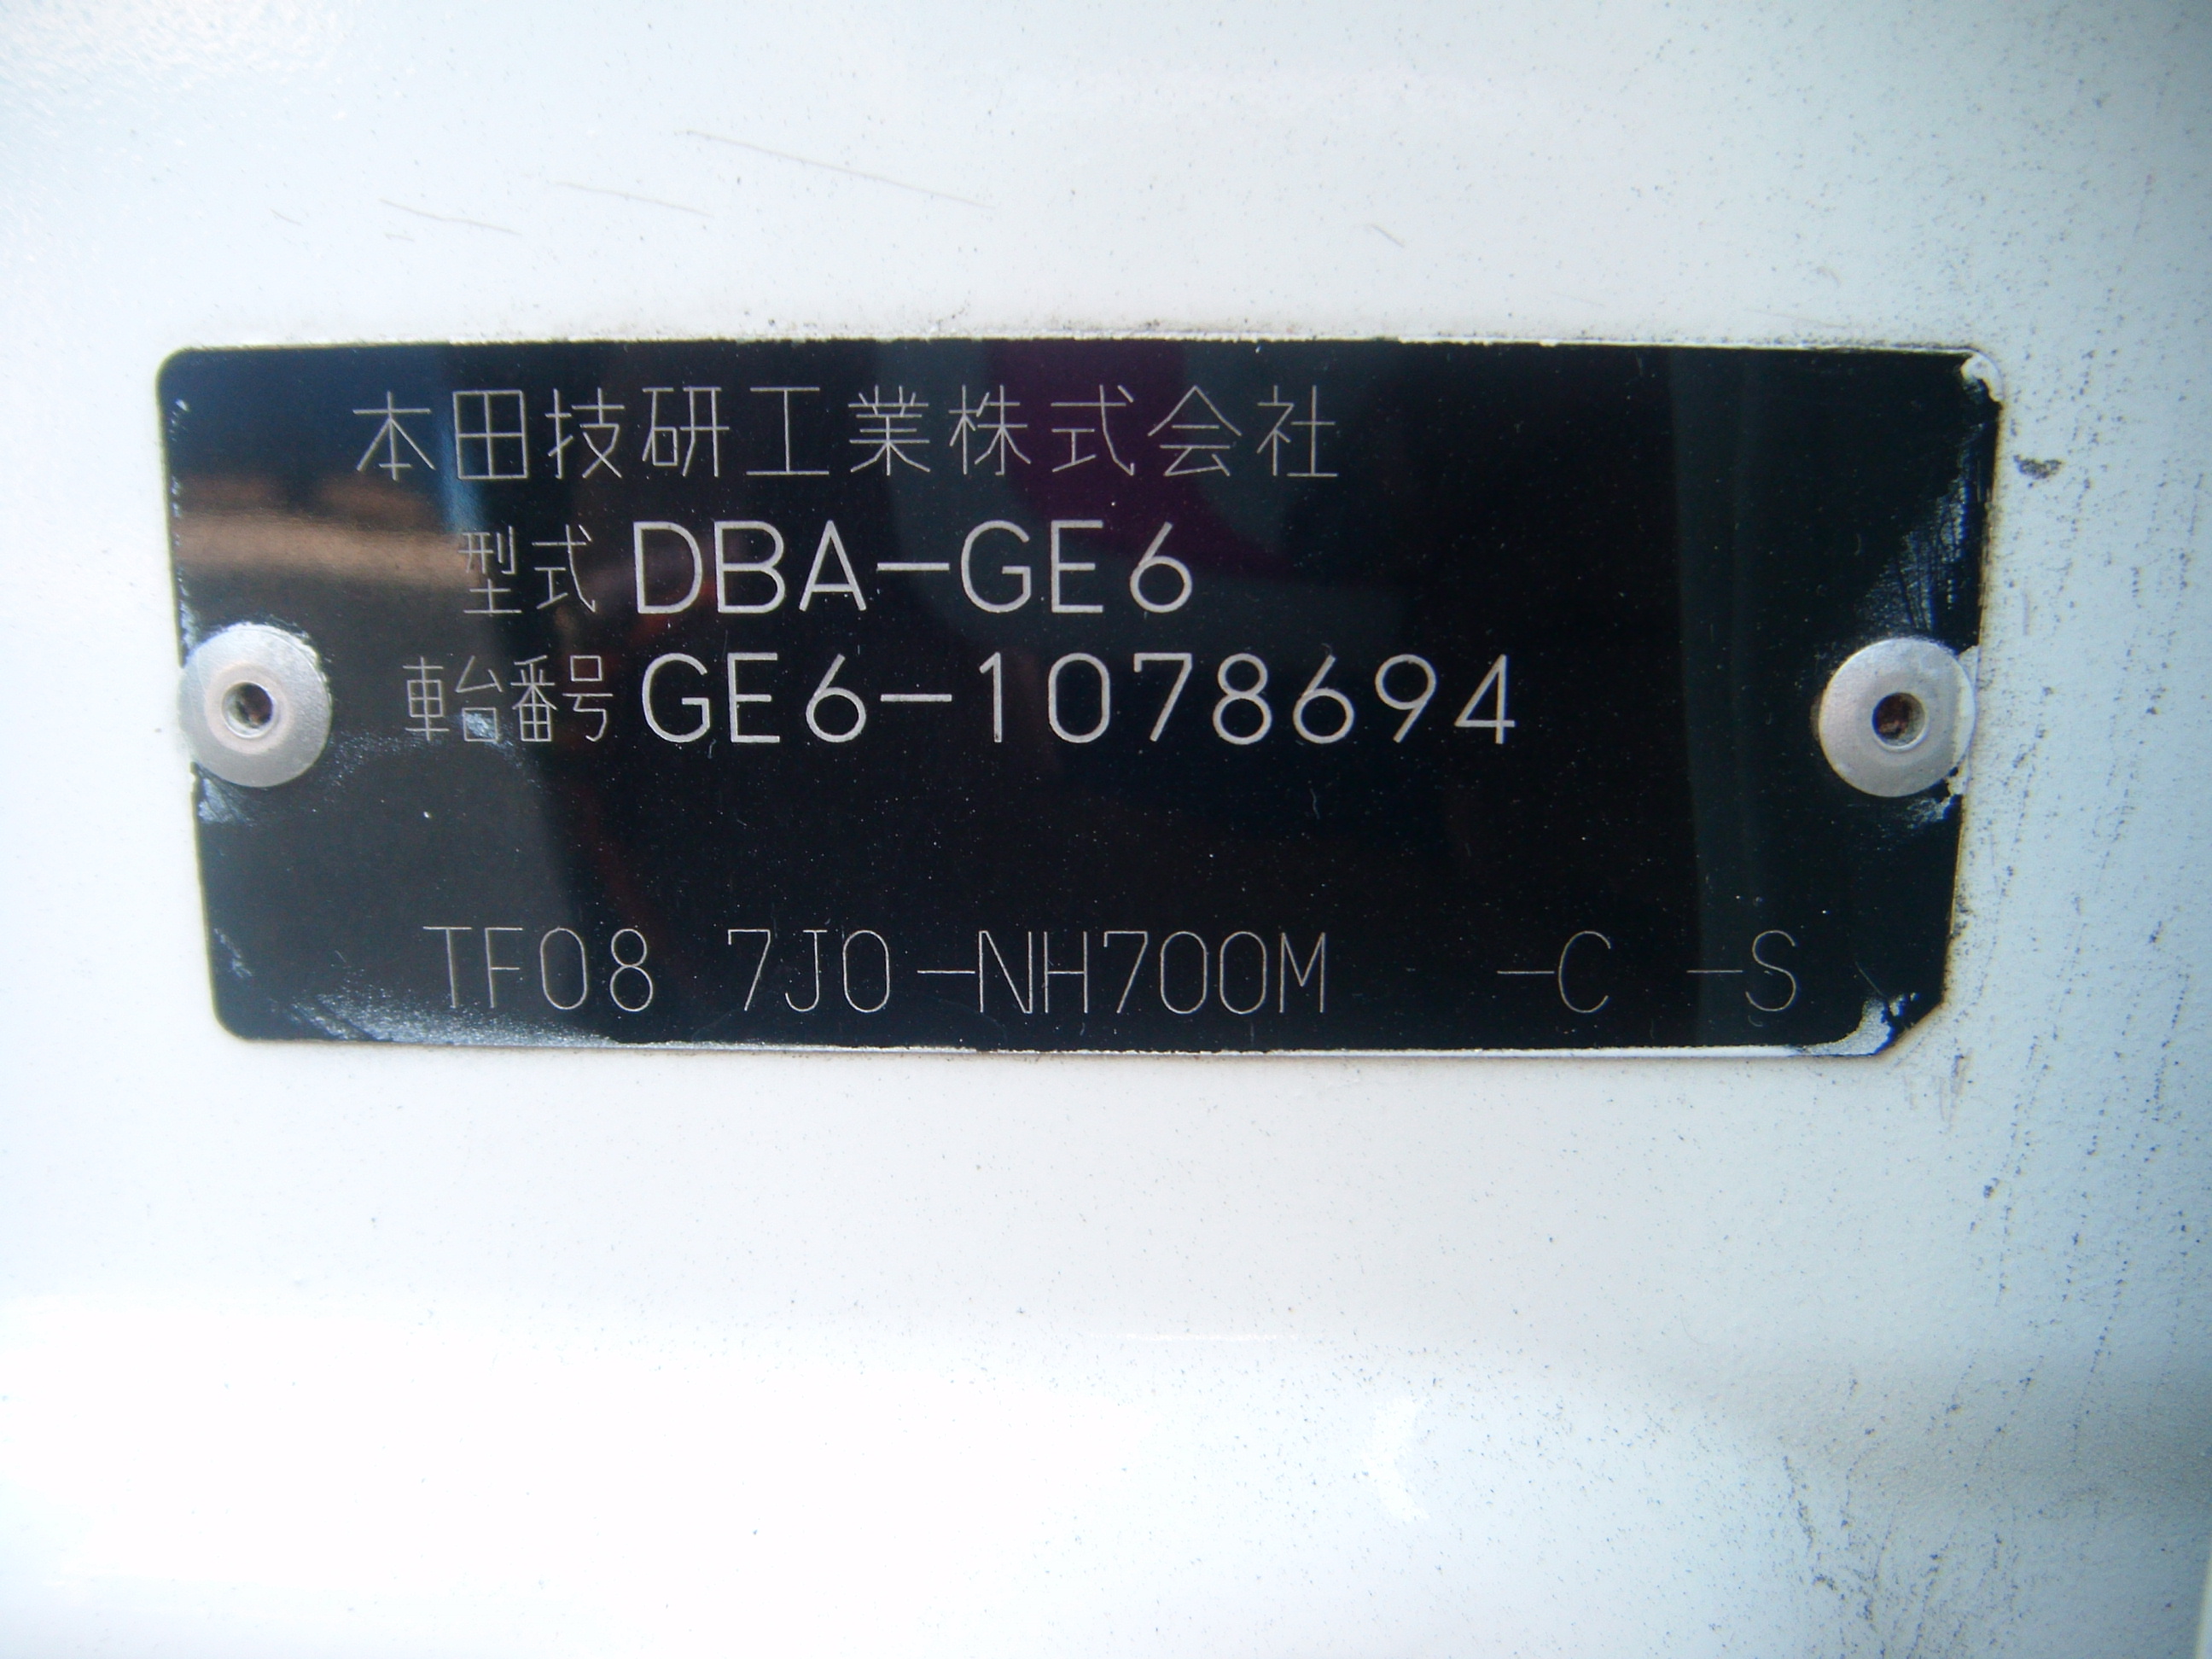 本田技研工業株式会社
型式 DBA-GE6
車台番号 GE6-1078694
TF08 7J0-NH700M -C -S